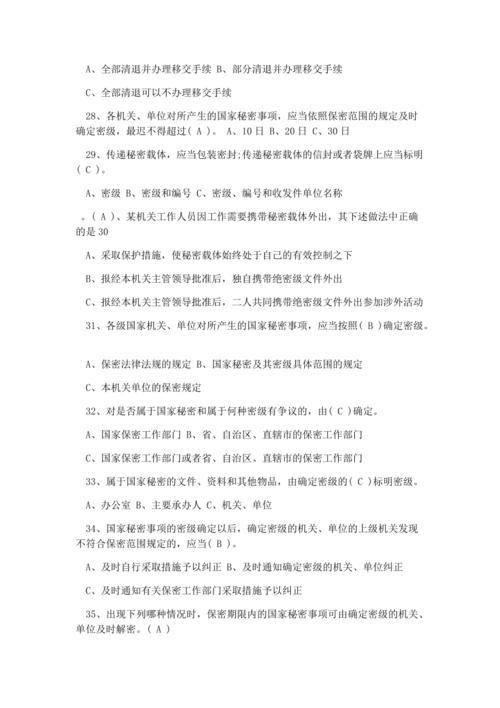 A、全部清退并办理移交手续 B、部分清退并办理移交手续
C、全部清退可以不办理移交手续
28、各机关、单位对所产生的国家秘密事项，应当依照保密范围的规定及时
确定密级，最迟不得超过( A )。 A、10日 B、20日 C、30日
29、传递秘密载体，应当包装密封;传递秘密载体的信封或者袋牌上应当标明
( C )。
A、密级 B、密级和编号 C、密级、编号和收发件单位名称
。( A )、某机关工作人员因工作需要携带秘密载体外出，其下述做法中正确
的是 30
A、采取保护措施，使秘密载体始终处于自己的有效控制之下
B、报经本机关主管领导批准后，独自携带绝密级文件外出
C、报经本机关主管领导批准后，二人共同携带绝密级文件外出参加涉外活动
31、各级国家机关、单位对所产生的国家秘密事项，应当按照( B )确定密级。
A、保密法律法规的规定 B、国家秘密及其密级具体范围的规定
C、本机关单位的保密规定
32、对是否属于国家秘密和属于何种密级有争议的，由( C )确定。
A、国家保密工作部门 B、省、自治区、直辖市的保密工作部门
C、国家保密工作部门或者省、自治区、直辖市的保密工作部门
33、属于国家秘密的文件、资料和其他物品，由确定密级的( C )标明密级。
A、办公室 B、主要承办人 C、机关、单位
34、国家秘密事项的密级确定以后，确定密级的机关、单位的上级机关发现
不符合保密范围规定的，应当( B )。
A、及时自行采取措施予以纠正 B、及时通知确定密级的机关、单位纠正
C、及时通知有关保密工作部门采取措施予以纠正
35、出现下列哪种情况时，保密期限内的国家秘密事项可由确定密级的机关、
单位及时解密。( A )